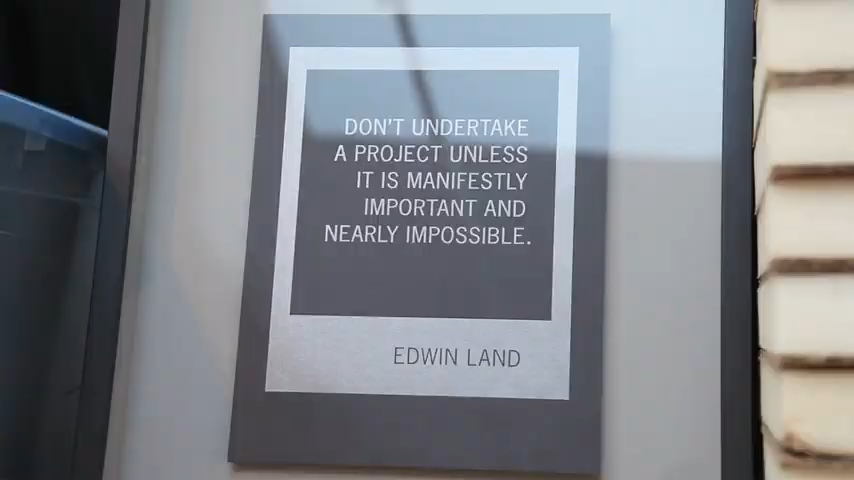 DON'T UNDERTAKE
A PROJECT UNLESS
IT IS MANIFESTLY
IMPORTANT AND
NEARLY IMPOSSIBLE.
EDWIN LAND